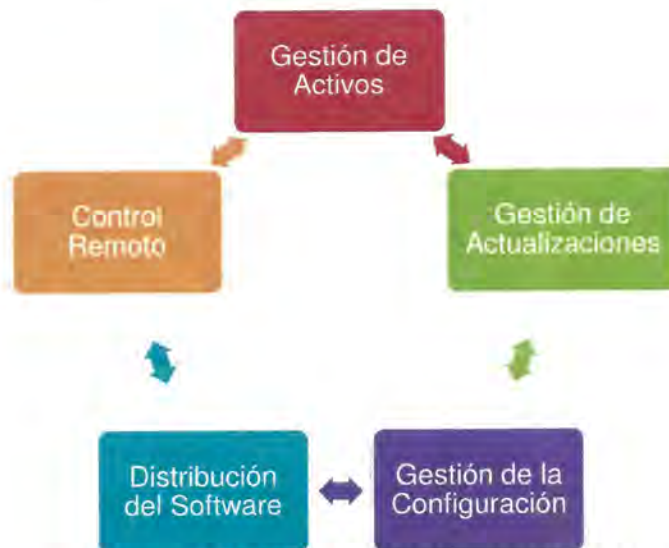 Gestión de
Activos
Control
Remoto
Gestión de
Actualizaciones
Distribución
del Software
Gestión de la
Configuración